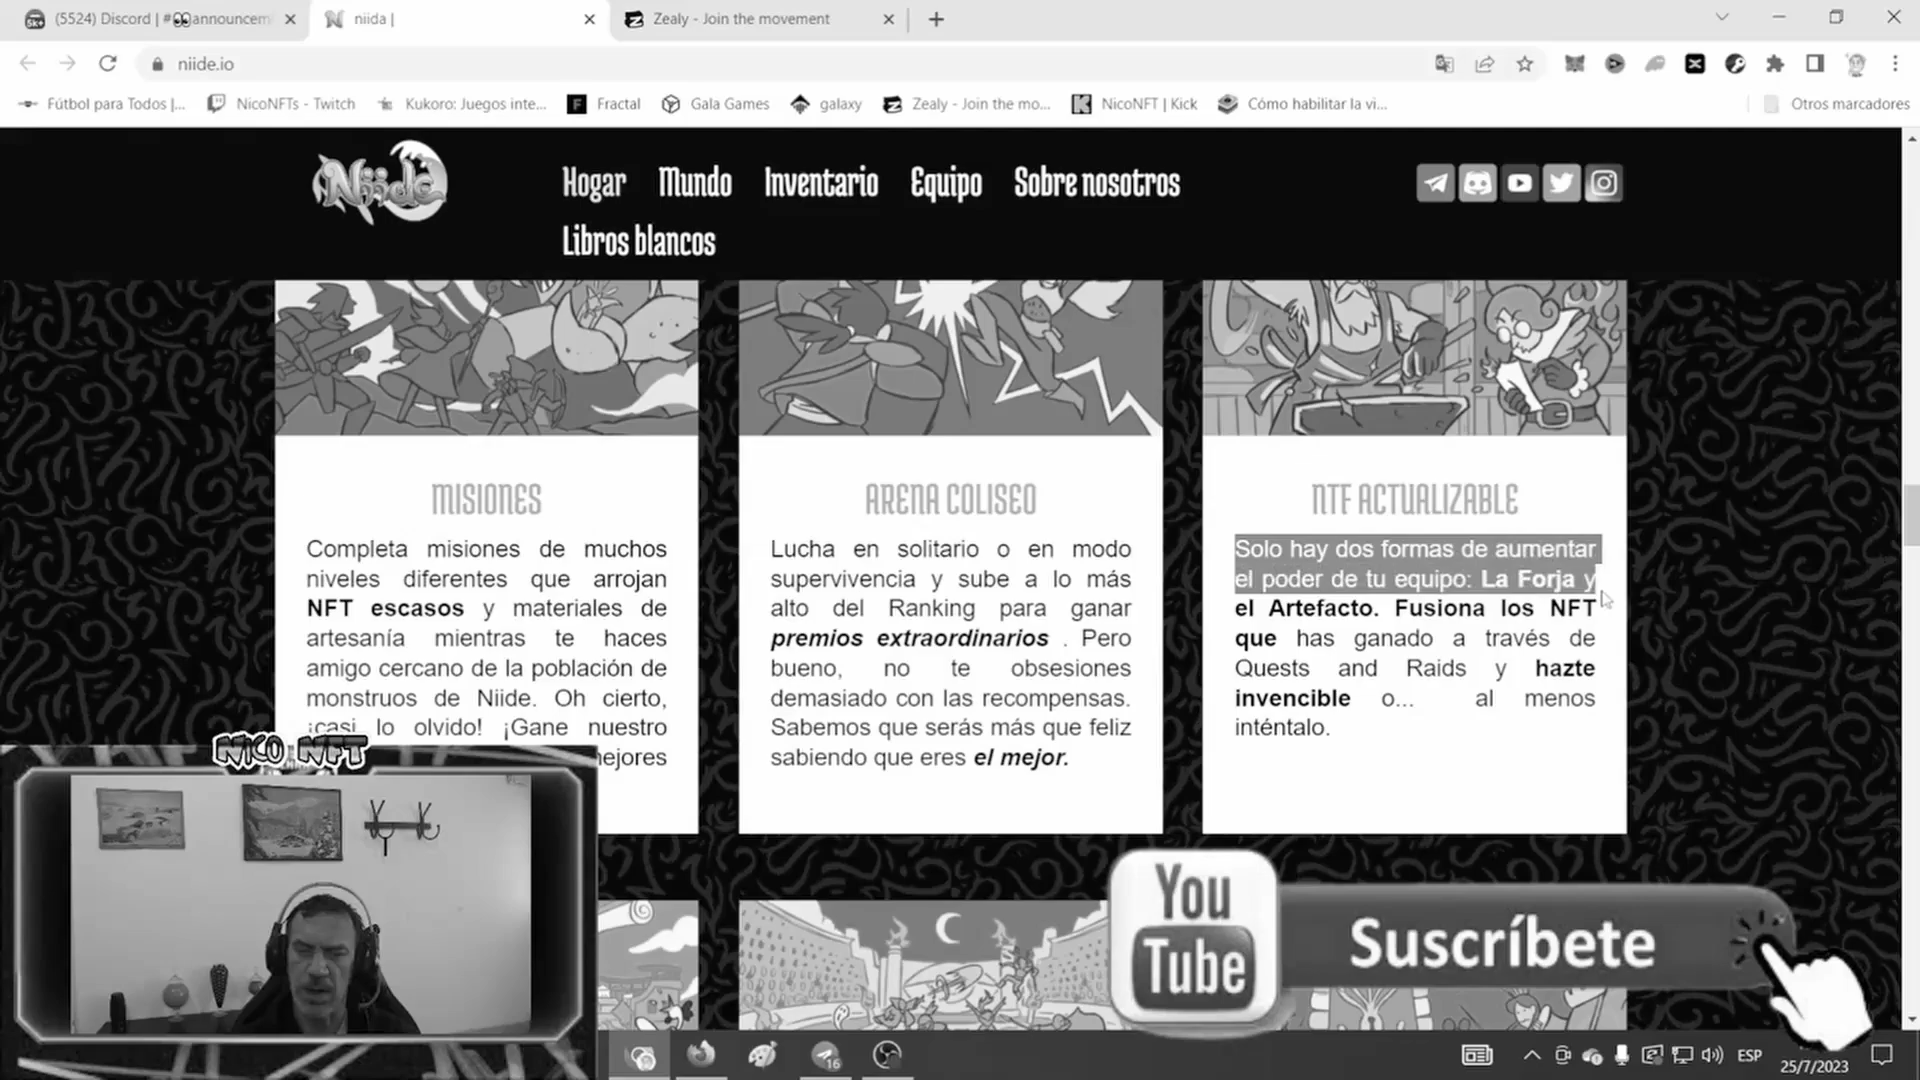 (5524) Discord | #👀announcem
niida |
Zealy - Join the movement
niide.io
Fútbol para Todos |...
NicoNFTs - Twitch
Kukoro: Juegos inte...
Fractal
Gala Games
galaxy
Zealy - Join the mo...
NicoNFT | Kick
Cómo habilitar la vi...
Otros marcadores
Niide
Hogar
Mundo
Inventario
Equipo
Sobre nosotros
Libros blancos
MISIONES
Completa misiones de muchos
niveles diferentes que arrojan
NFT escasos y materiales de
artesanía mientras te haces
amigo cercano de la población de
monstruos de Niide. Oh cierto,
¡casi lo olvido! ¡Gane nuestro
ejores
ARENA COLISEO
Lucha en solitario o en modo
supervivencia y sube a lo más
alto del Ranking para ganar
premios extraordinarios . Pero
bueno, no te obsesiones
demasiado con las recompensas.
Sabemos que serás más que feliz
sabiendo que eres el mejor.
NTF ACTUALIZABLE
Solo hay dos formas de aumentar
el poder de tu equipo: La Forja y
el Artefacto. Fusiona los NFT
que has ganado a través de
Quests and Raids y hazte
invencible o... al menos
inténtalo.
NICO NFT
You
Tube
Suscríbete
16
ESP
25/7/2023